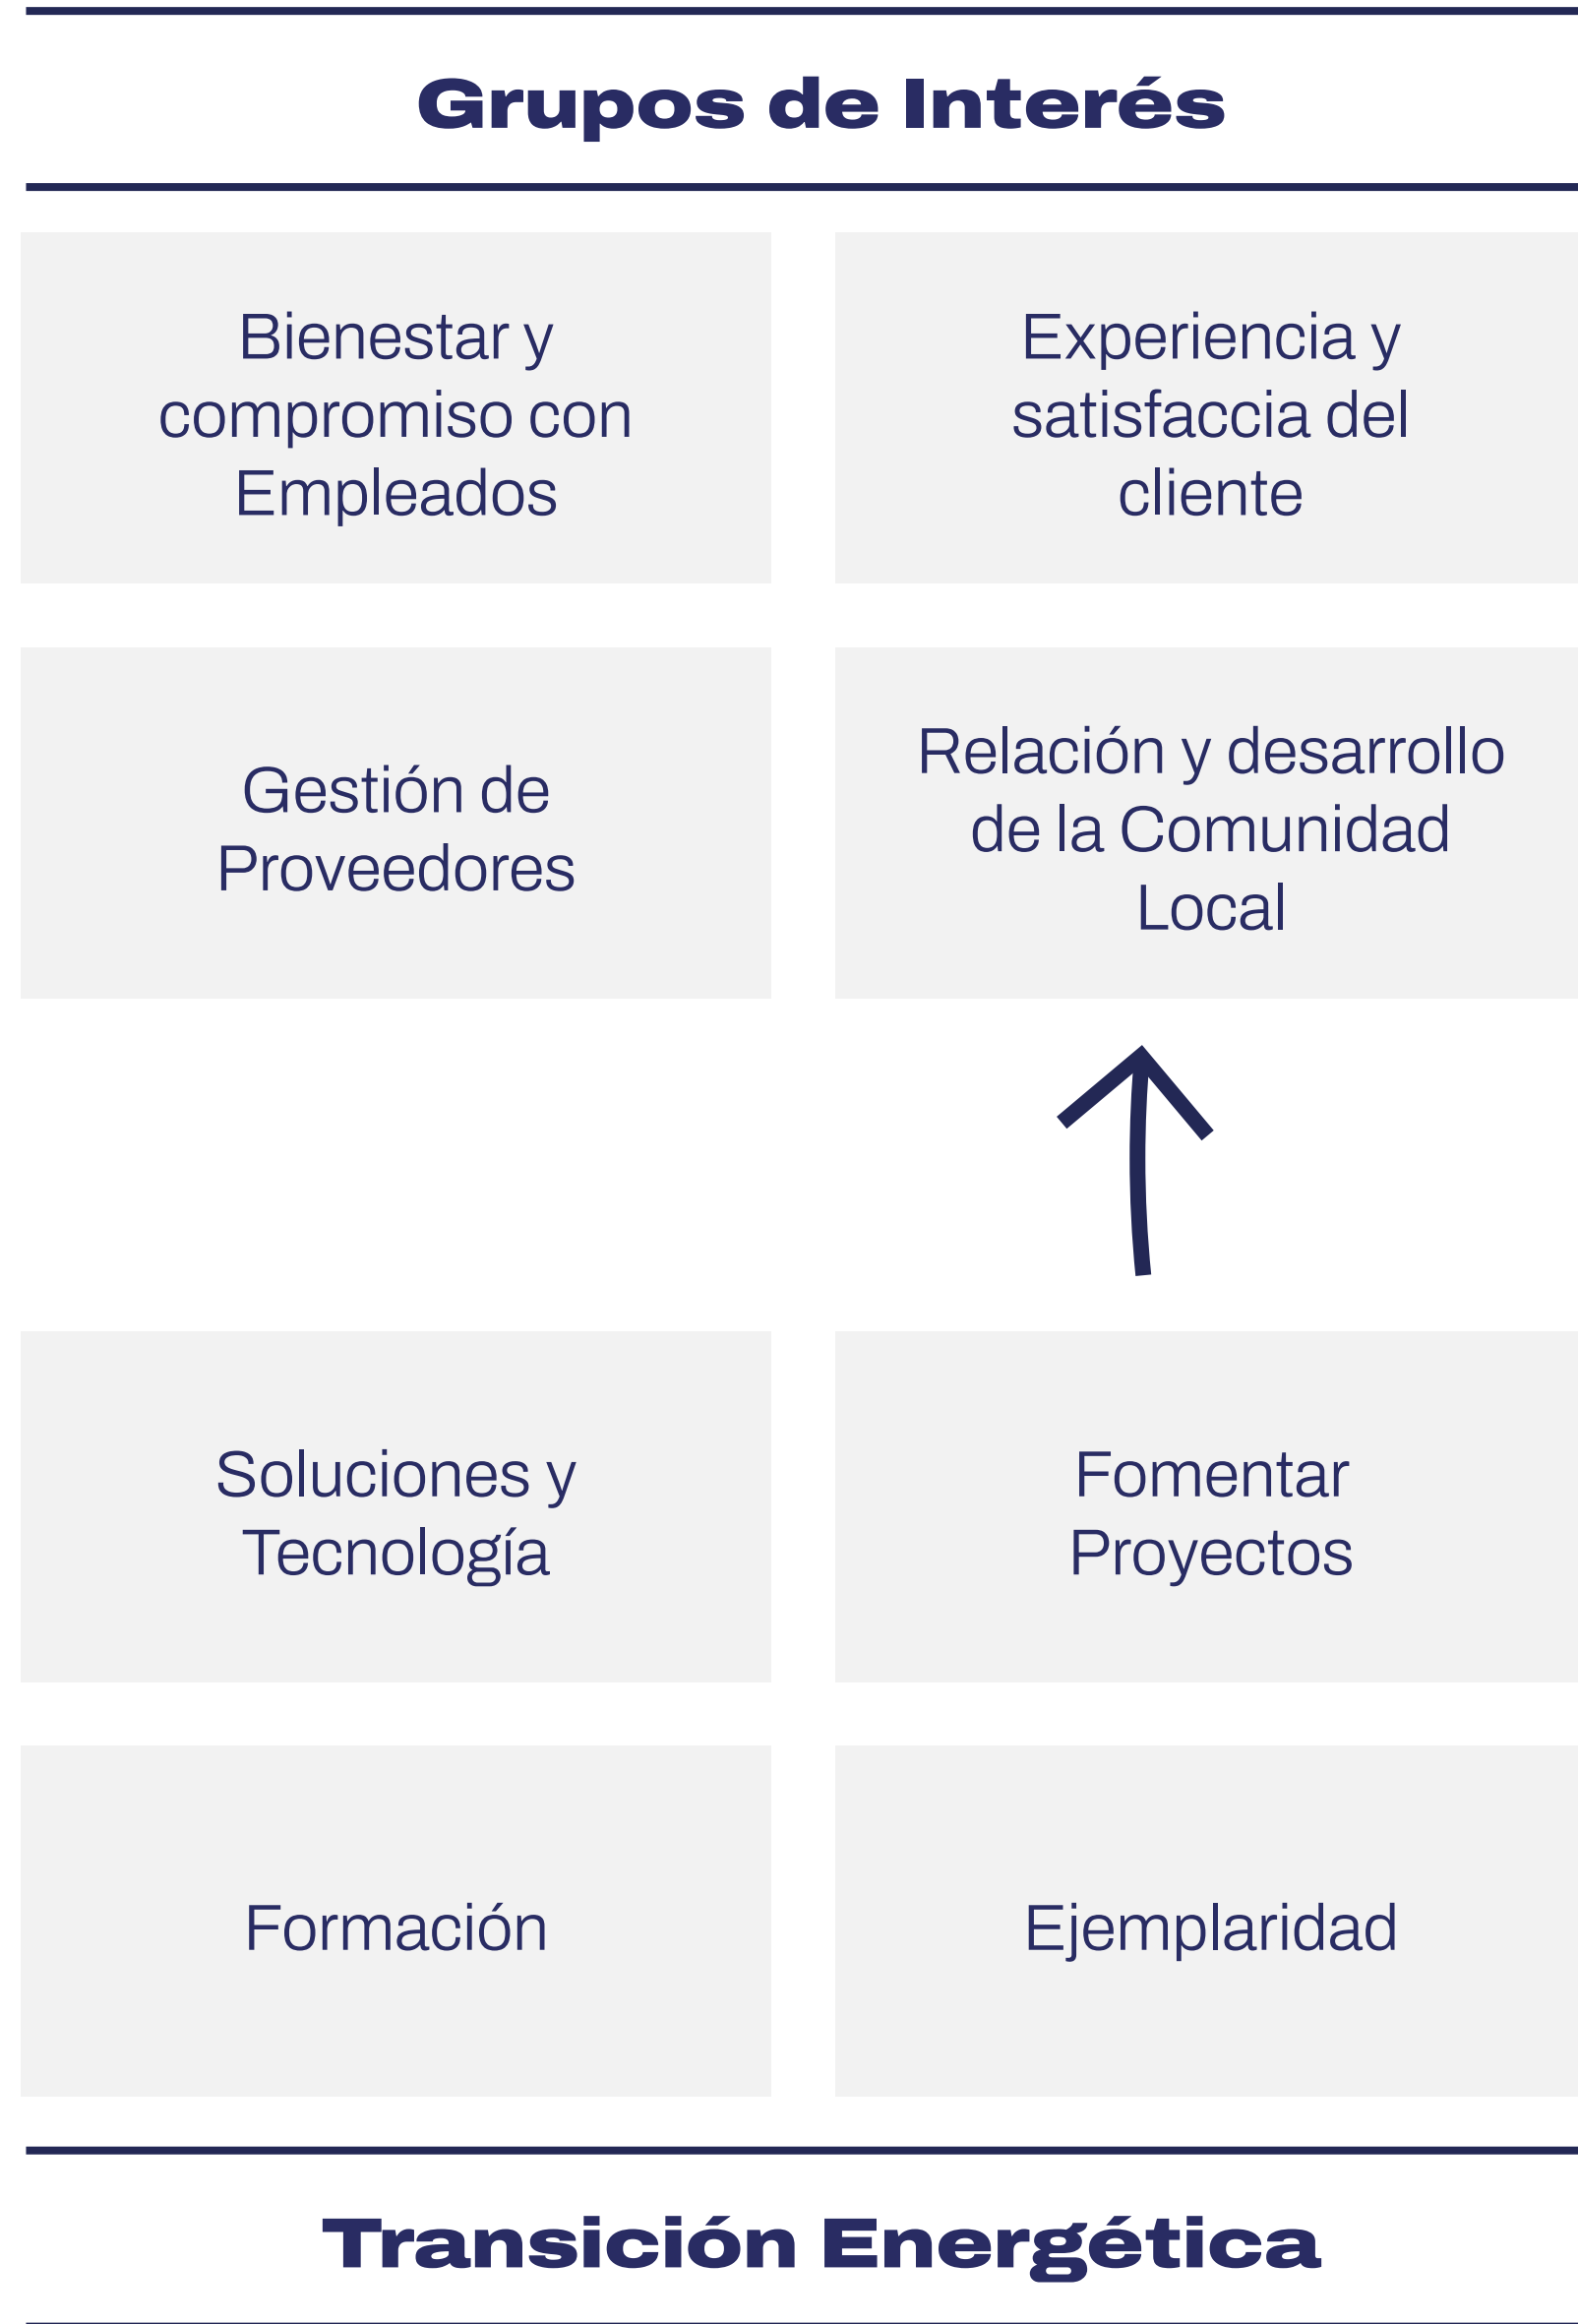 Grupos de Interés
Bienestar y
compromiso con
Empleados
Experiencia y
satisfaccia del
cliente
Gestión de
Proveedores
Relación y desarrollo
de la Comunidad
Local
Soluciones y
Tecnología
Fomentar
Proyectos
Formación
Ejemplaridad
Transición Energética